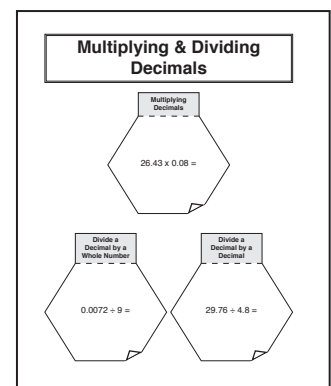 Multiplying & Dividing
Decimals
Multiplying
Decimals
26.43 x 0.08 =
Divide a
Decimal by a
Whole Number
0.0072 ÷ 9 =
Divide a
Decimal by a
Decimal
29.76 ÷ 4.8 =